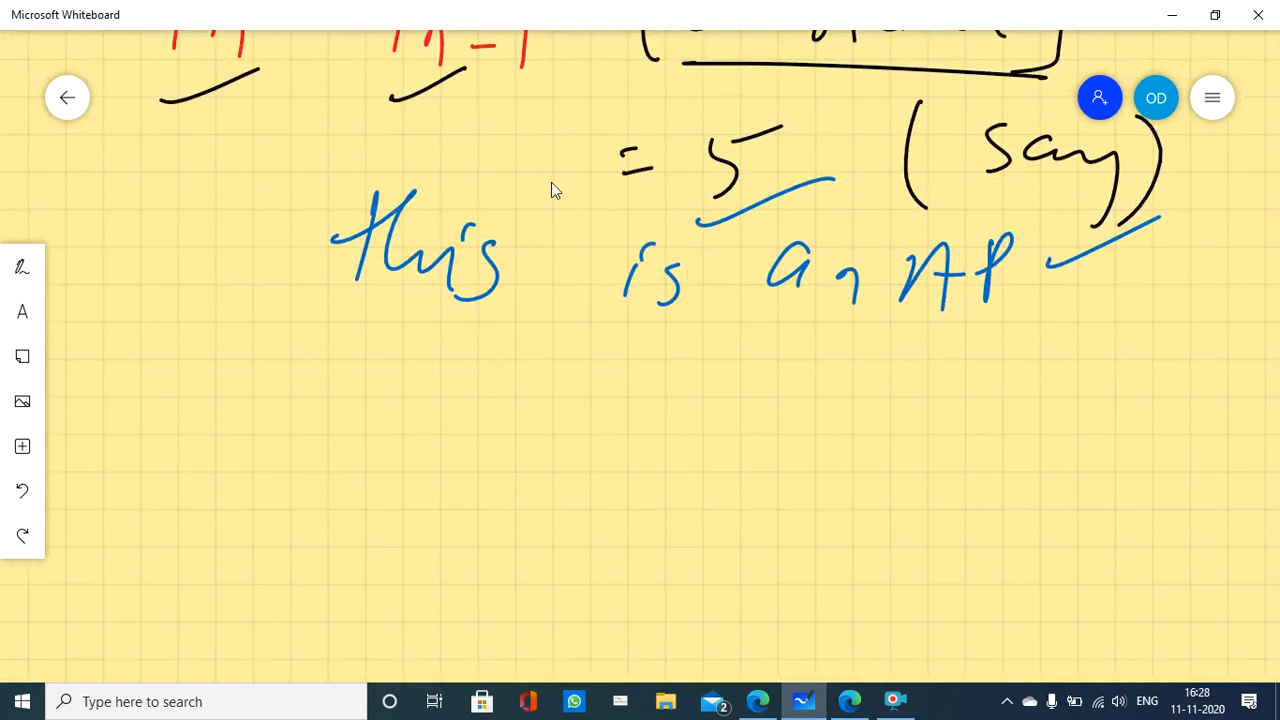 Microsoft Whiteboard
OD
= 5 (say)
this is an AP
A
Type here to search
2
ENG
16:28
11-11-2020